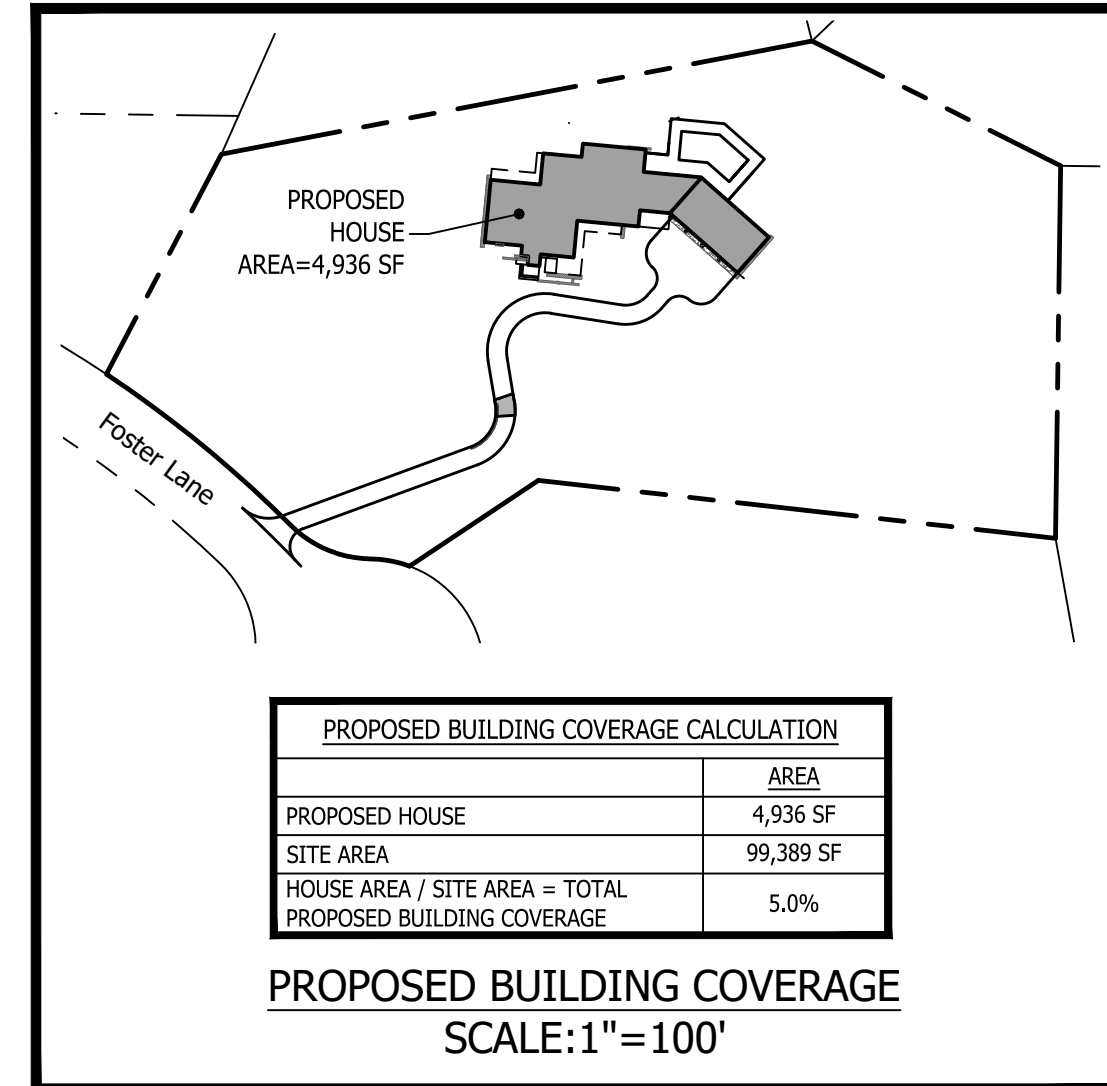 PROPOSED
HOUSE
AREA=4,936 SF
Foster Lane
PROPOSED BUILDING COVERAGE CALCULATION
AREA
PROPOSED HOUSE 4,936 SF
SITE AREA 99,389 SF
HOUSE AREA / SITE AREA = TOTAL
PROPOSED BUILDING COVERAGE 5.0%
PROPOSED BUILDING COVERAGE
SCALE:1"=100'